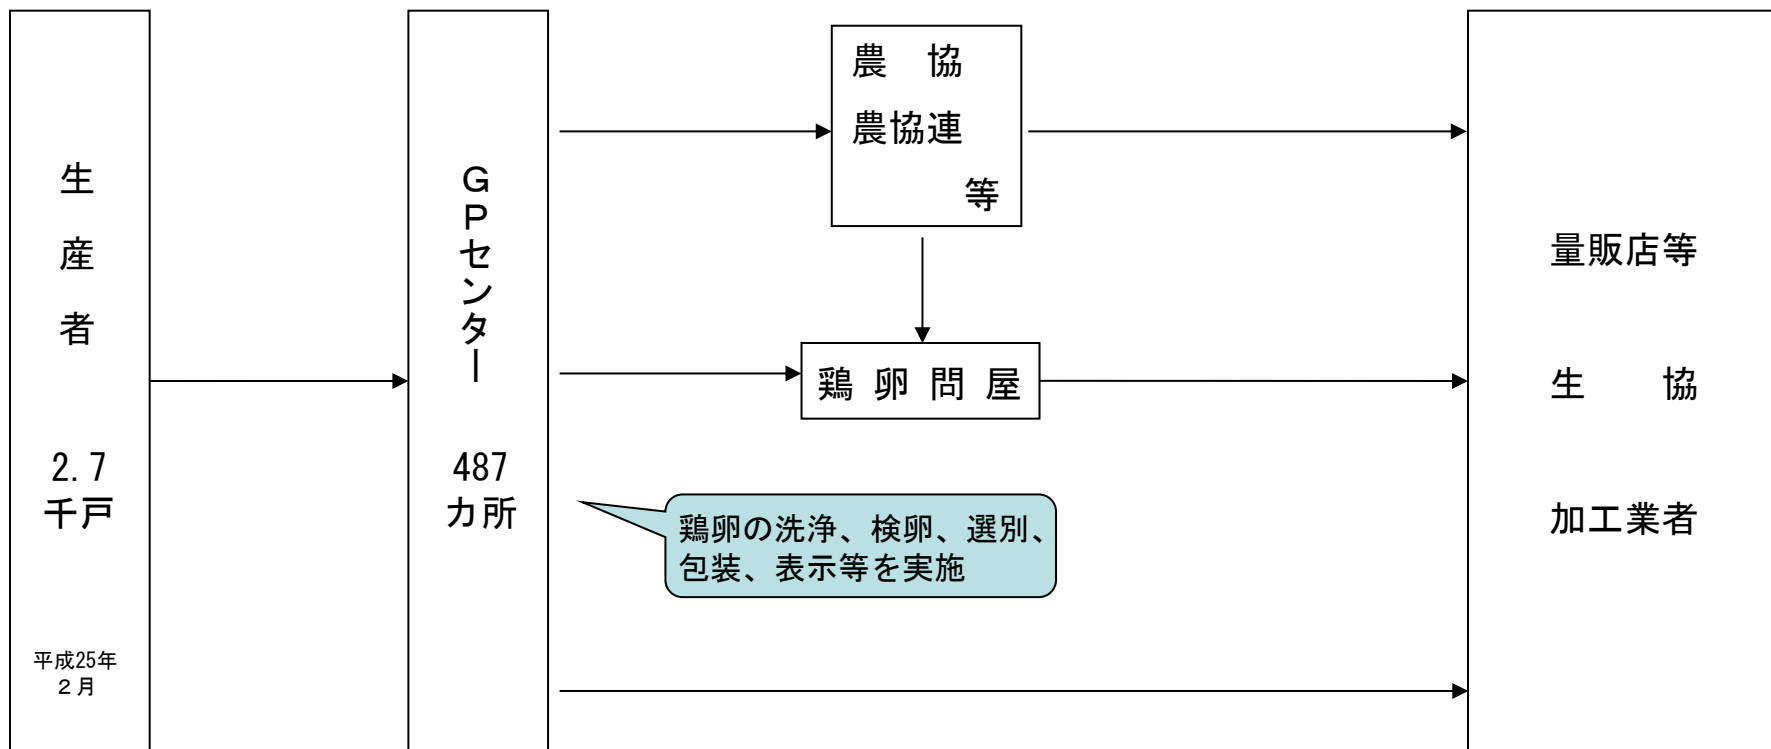 生産者
2.7
千戸
平成25年
２月
ＧＰセンター
487
カ所
農　協
農協連
等
鶏卵問屋
鶏卵の洗浄、検卵、選別、
包装、表示等を実施
量販店等
生　協
加工業者